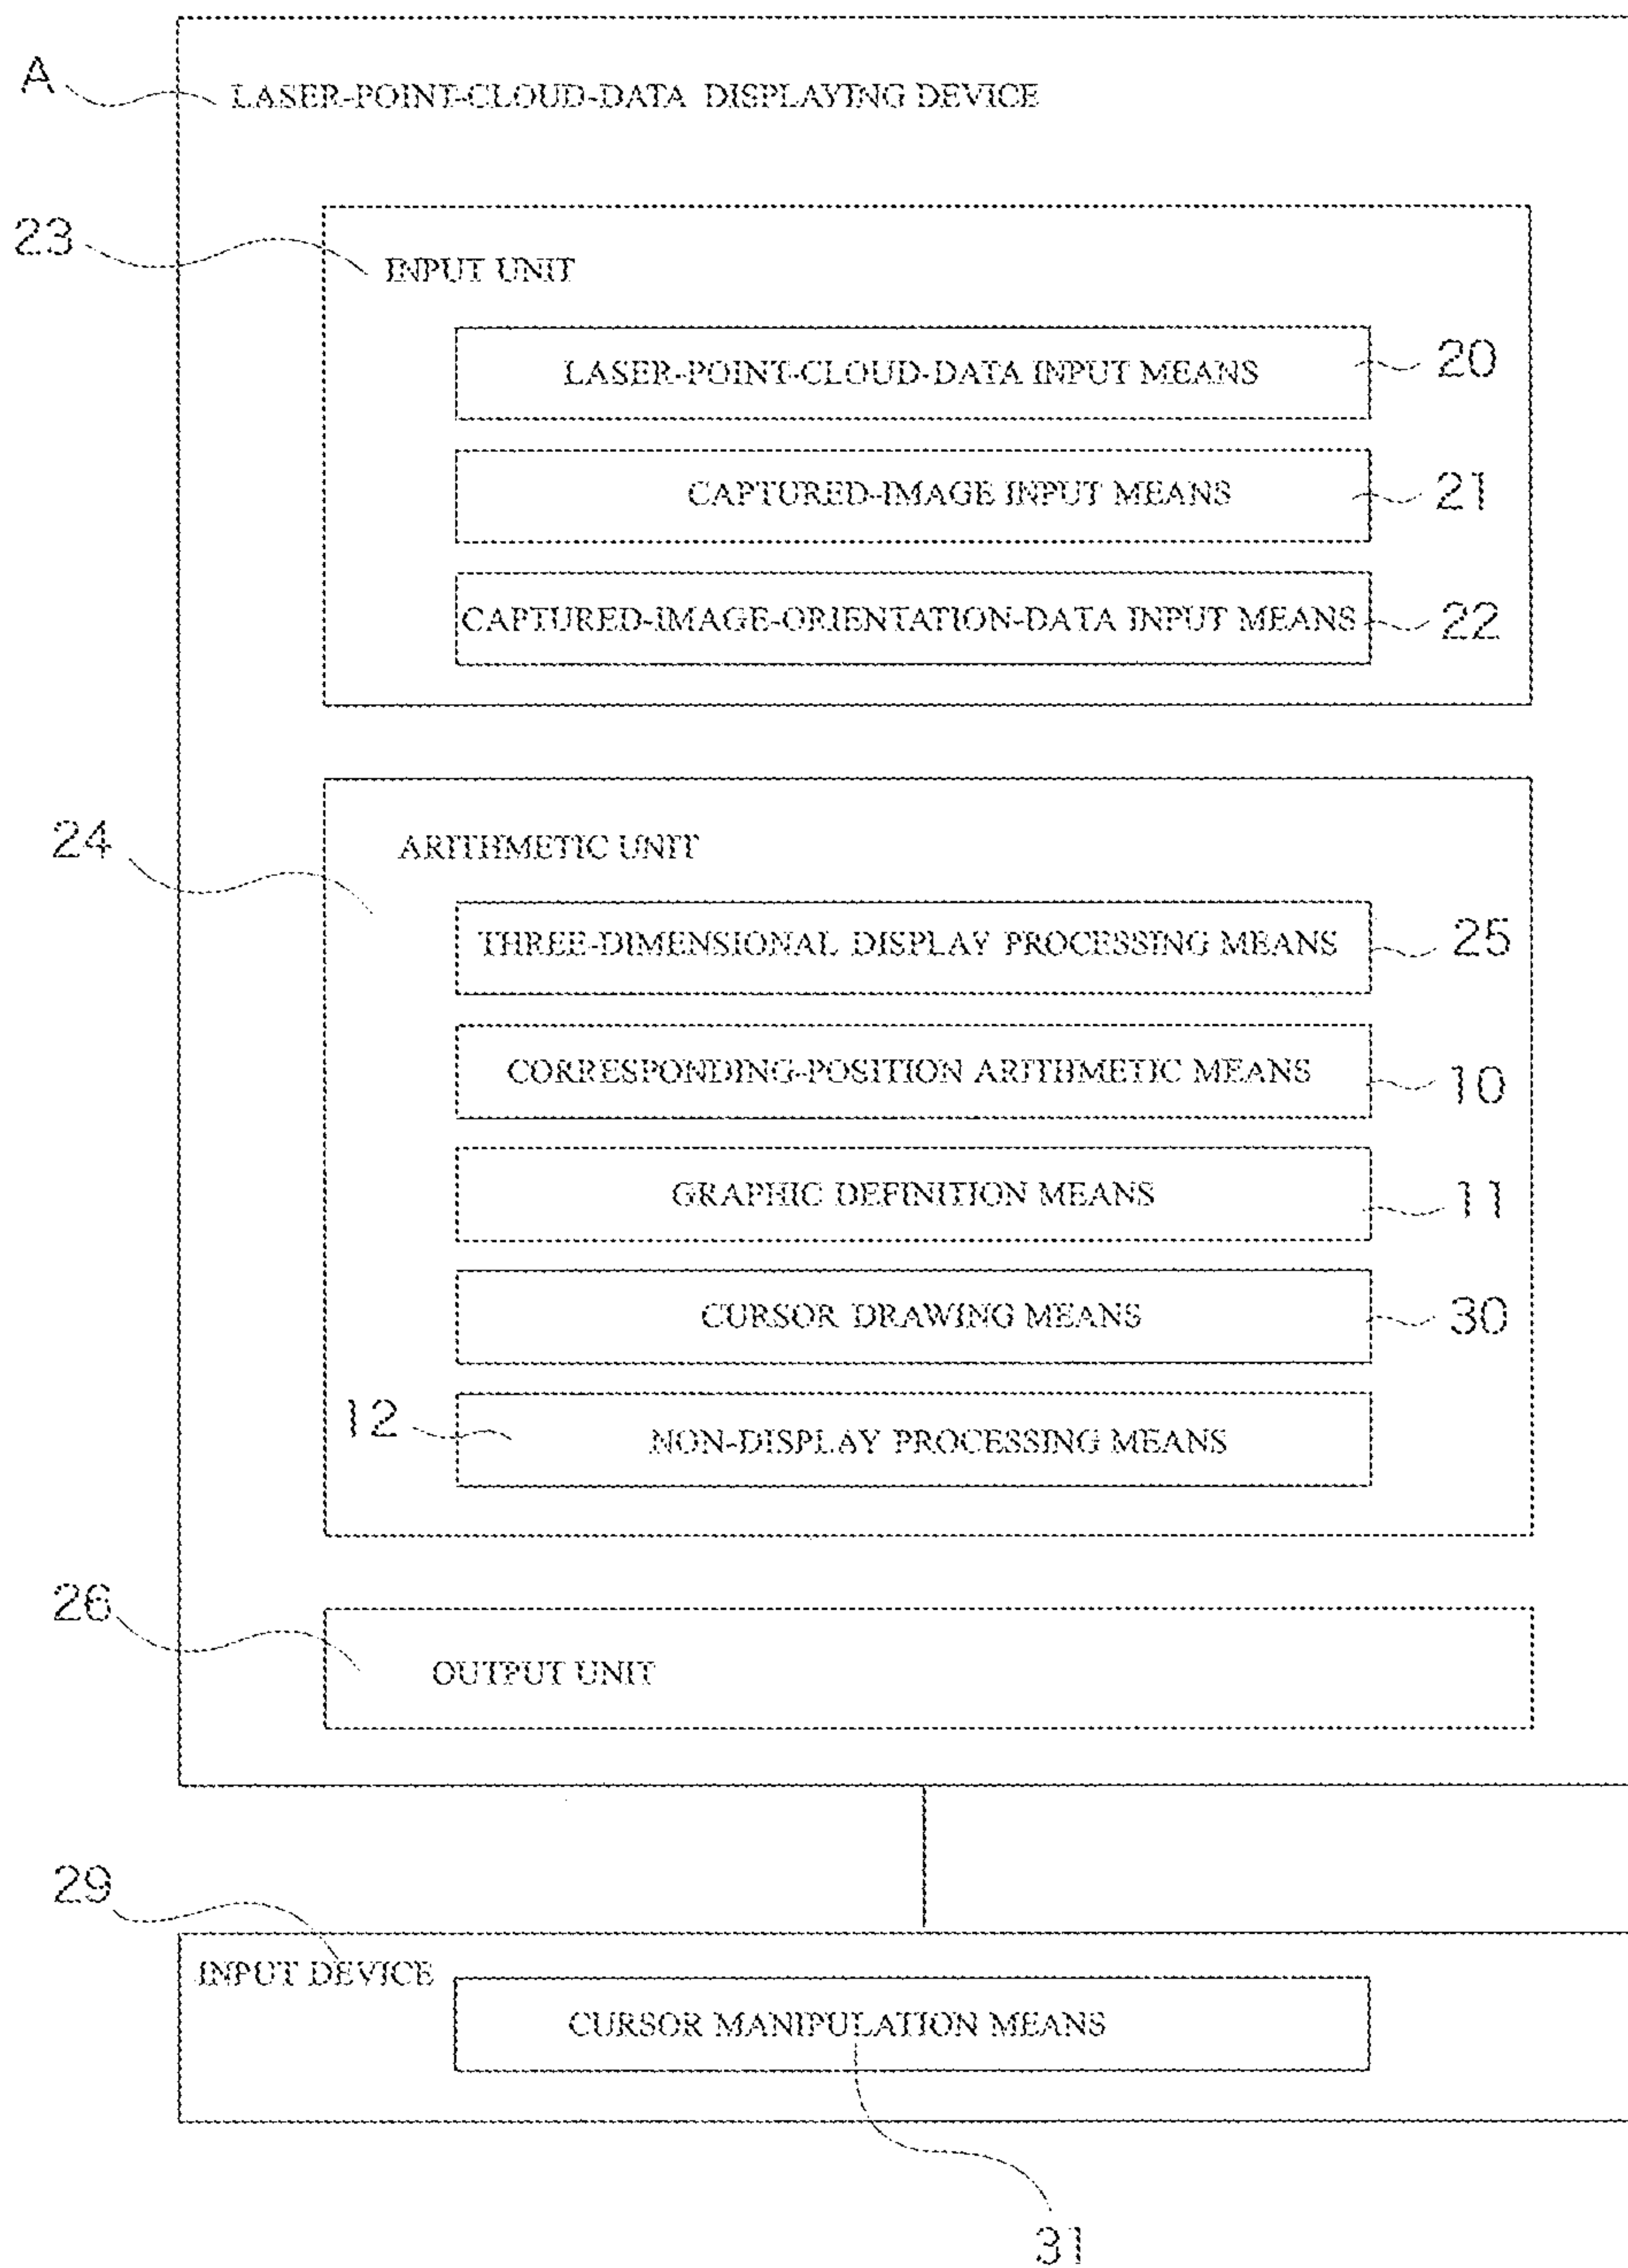 A
LASER-POINT-CLOUD-DATA DISPLAYING DEVICE
23
INPUT UNIT
LASER-POINT-CLOUD-DATA INPUT MEANS
20
CAPTURED-IMAGE INPUT MEANS
21
CAPTURED-IMAGE-ORIENTATION-DATA INPUT MEANS
22
24
ARITHMETIC UNIT
THREE-DIMENSIONAL DISPLAY PROCESSING MEANS
25
CORRESPONDING-POSITION ARITHMETIC MEANS
10
GRAPHIC DEFINITION MEANS
11
CURSOR DRAWING MEANS
30
12
NON-DISPLAY PROCESSING MEANS
26
OUTPUT UNIT
29
INPUT DEVICE
CURSOR MANIPULATION MEANS
31